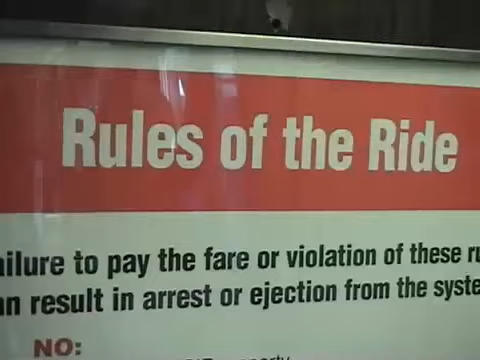 Rules of the Ride
ailure to pay the fare or violation of these ru
an result in arrest or ejection from the syste
NO: